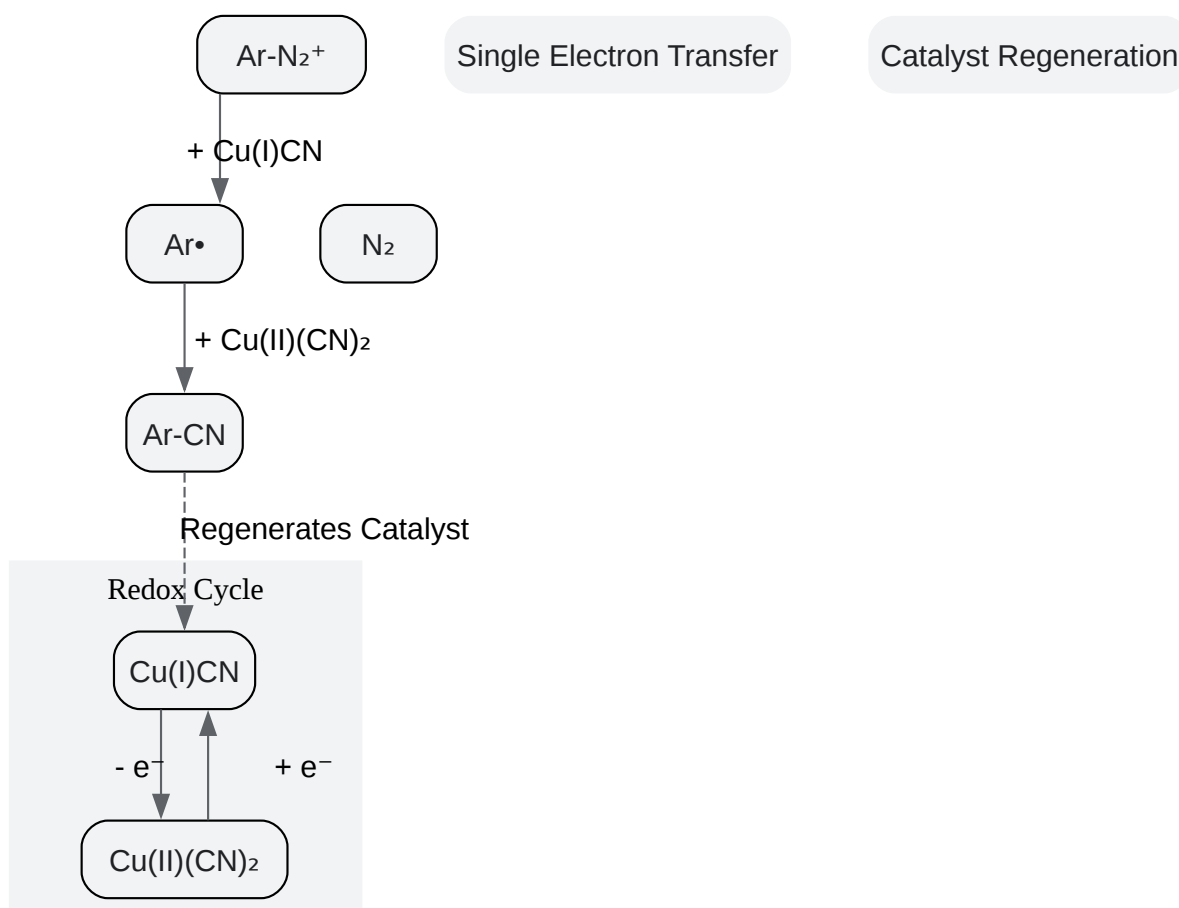 Ar-N₂⁺
Single Electron Transfer
Catalyst Regeneration
+ Cu(I)CN
Ar•
N₂
+ Cu(II)(CN)₂
Ar-CN
Regenerates Catalyst
Redox Cycle
Cu(I)CN
- e⁻
+ e⁻
Cu(II)(CN)₂